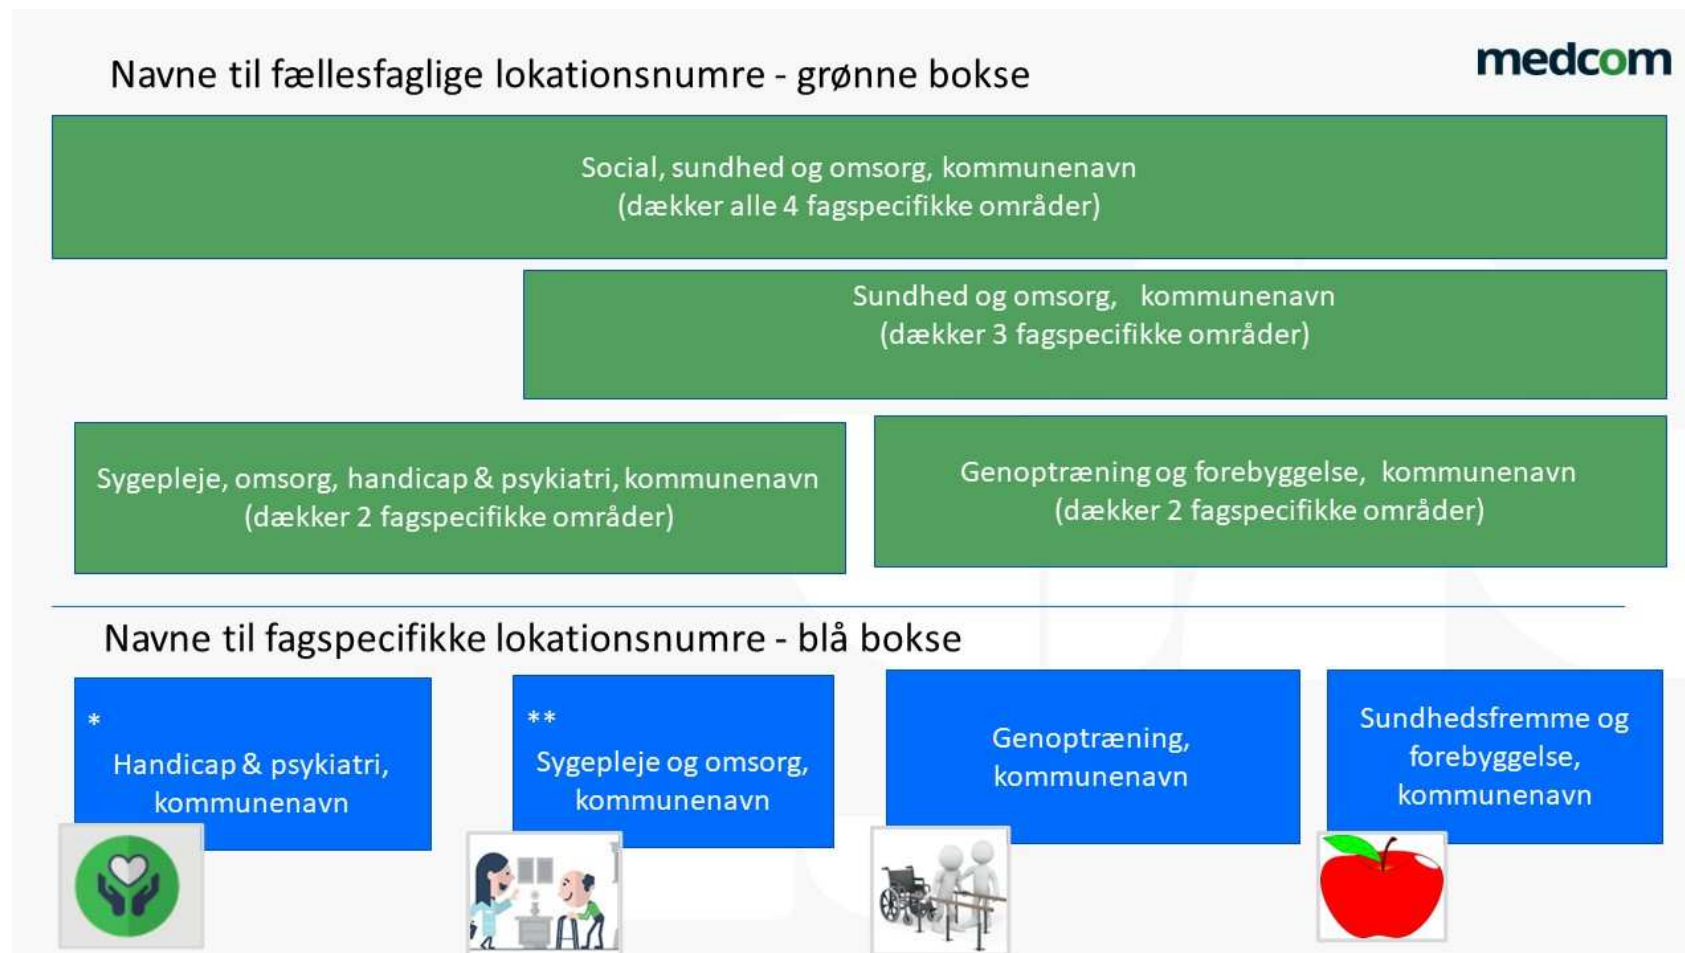 Navne til fællesfaglige lokationsnumre - grønne bokse
medcom
Social, sundhed og omsorg, kommunenavn
(dækker alle 4 fagspecifikke områder)
Sundhed og omsorg, kommunenavn
(dækker 3 fagspecifikke områder)
Sygepleje, omsorg, handicap & psykiatri, kommunenavn
(dækker 2 fagspecifikke områder)
Genoptræning og forebyggelse, kommunenavn
(dækker 2 fagspecifikke områder)
Navne til fagspecifikke lokationsnumre - blå bokse
*
Handicap & psykiatri,
kommunenavn
**
Sygepleje og omsorg,
kommunenavn
Genoptræning,
kommunenavn
Sundhedsfremme og
forebyggelse,
kommunenavn